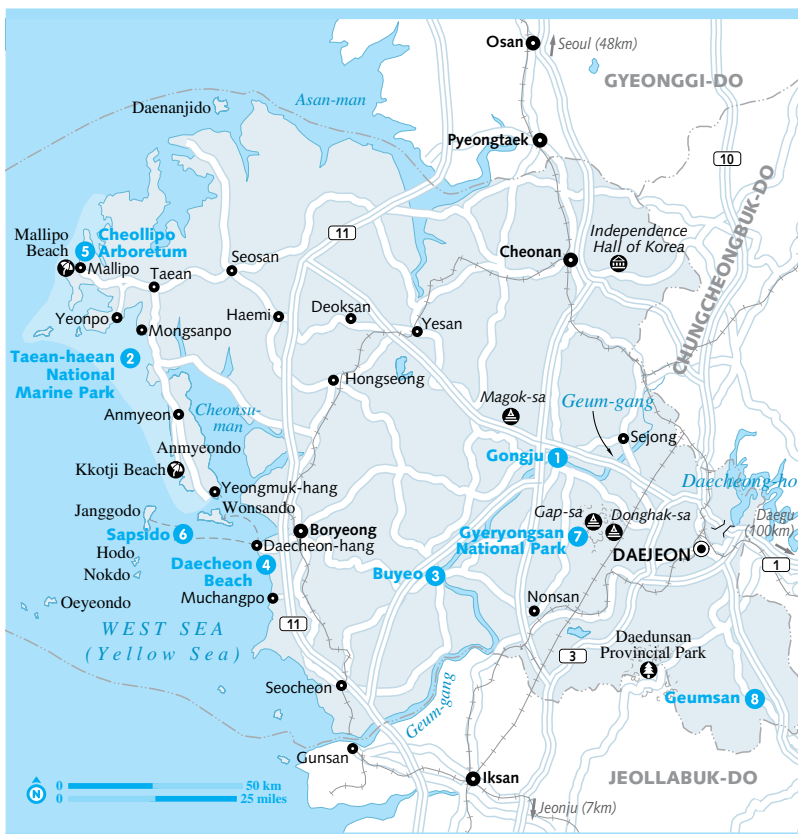 Osan
Seoul (48km)
GYEONGGI-DO
Asan-man
Daenanjido
Pyeongtaek
10
CHUNGCHEONGBUK-DO
11
Independence
Hall of Korea
Cheonan
Mallipo
Beach
5
Cheollipo
Arboretum
Mallipo
Seosan
Taean
Yeonpo
Mongsanpo
Haemi
Deoksan
Yesan
Taean-haean
National
Marine Park
2
Hongseong
Magok-sa
Geum-gang
Anmyeon
Cheonsu-
man
Anmyeondo
Sejong
Gongju
1
Kkotji Beach
Yeongmuk-hang
Daecheong-ho
Janggodo
Wonsando
Gap-sa
Donghak-sa
Daegu
(100km)
Sapsido
6
Boryeong
Gyeryongsan
National Park
7
DAEJEON
Hodo
Daecheon-hang
Nokdo
Daecheon
Beach
4
Buyeo
3
1
Oeyeondo
Muchangpo
Nonsan
WEST SEA
(Yellow Sea)
11
3
Daedunsan
Provincial Park
Seocheon
Geumsan
8
Geum-gang
Gunsan
Iksan
JEOLLABUK-DO
N
0 50 km
0 25 miles
Jeonju (7km)